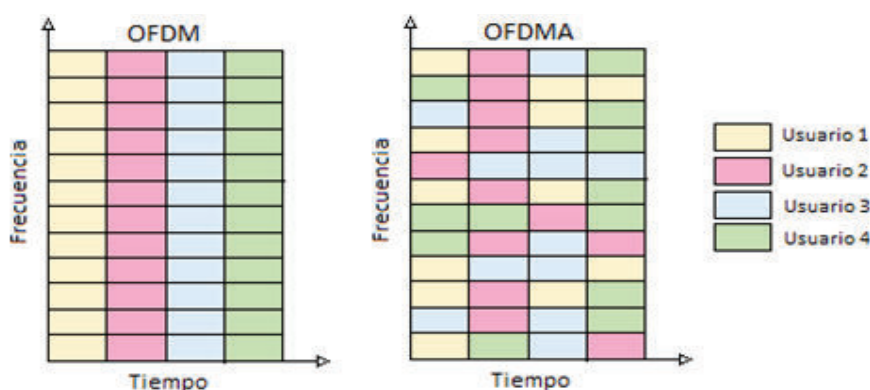 OFDM
OFDMA
Frecuencia
Frecuencia
Usuario 1
Usuario 2
Usuario 3
Usuario 4
Tiempo
Tiempo